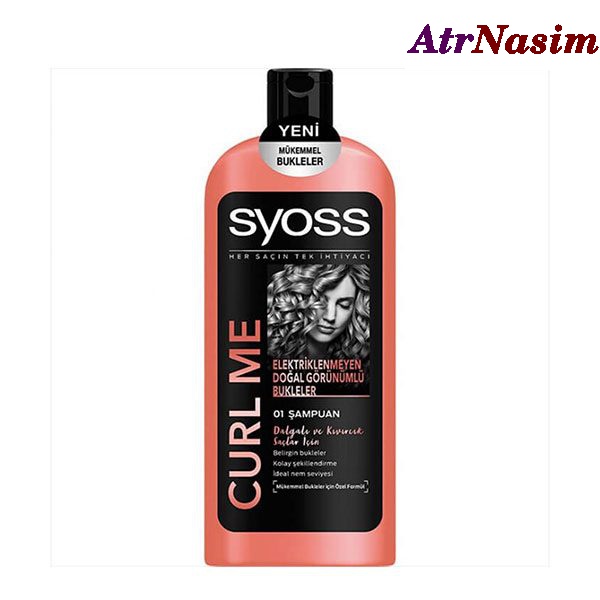 AtrNasim
YENİ
MÜKEMMEL
BUKLELER
syoss
HER SAÇIN TEK İHTİYACI
CURL ME
ELEKTRİKLENMEYEN
DOĞAL GÖRÜNÜMLÜ
BUKLELER
01 ŞAMPUAN
Dalgalı ve Kıvırcık
Saçlar İçin
Belirgin bukleler
Kolay şekillendirme
İdeal nem seviyesi
Mükemmel Bukleler için Özel Formül